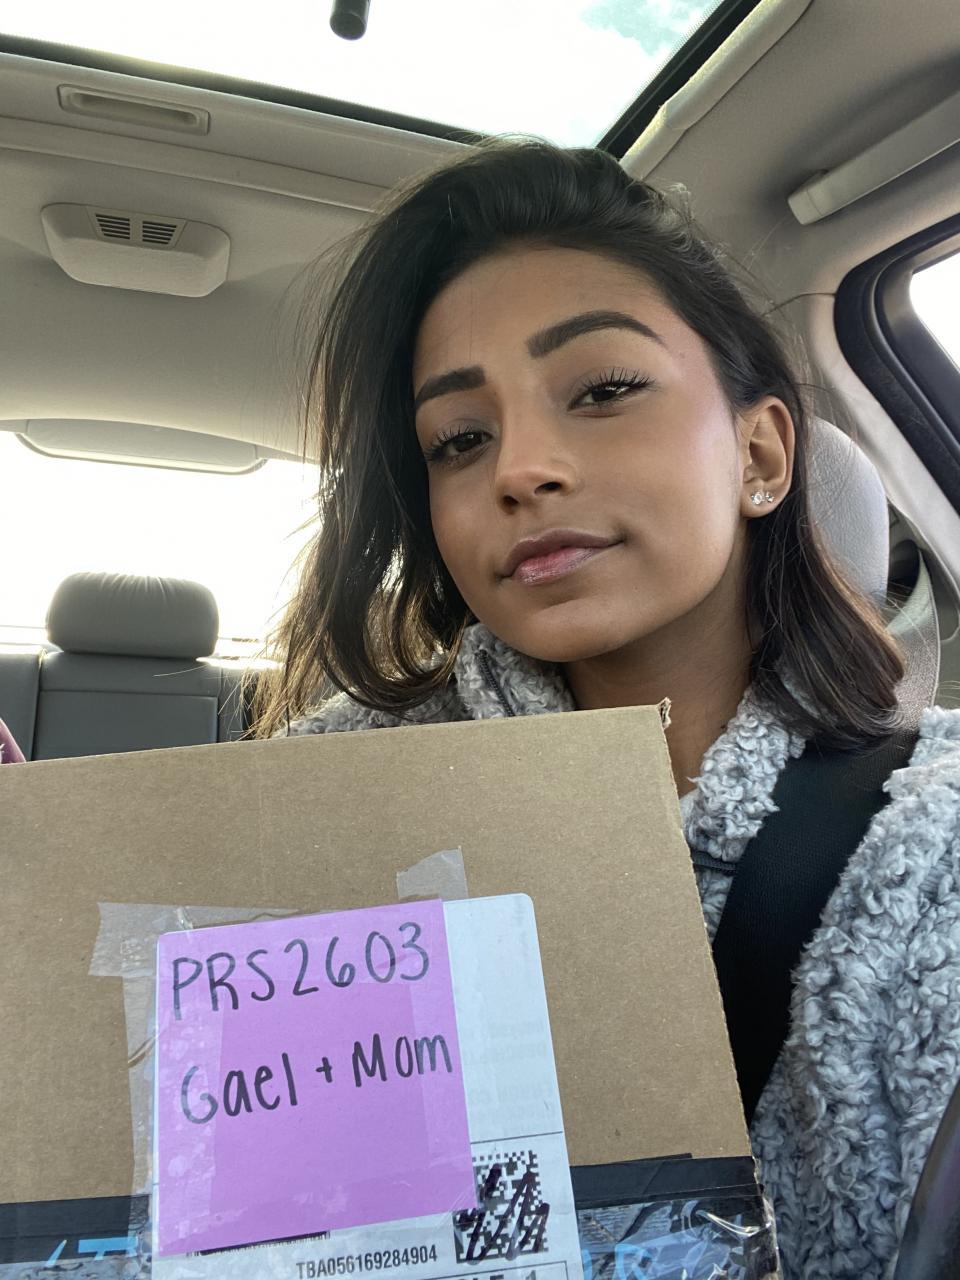 PRS2603
Gael + Mom
TBA056169284904